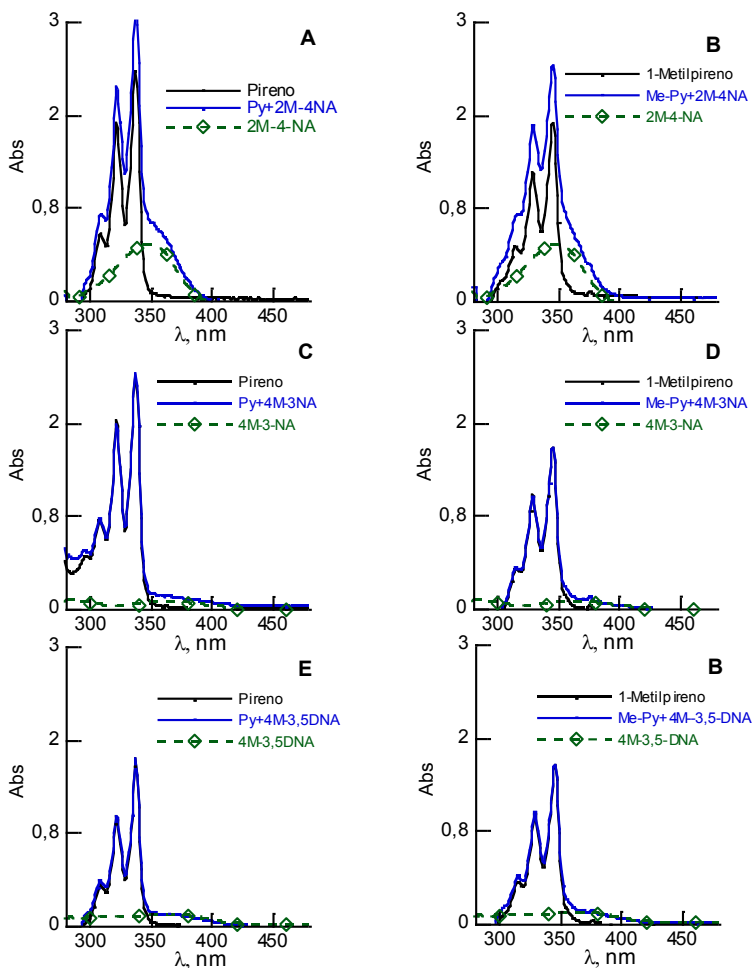 3
A
Pireno
Py+2M-4NA
2M-4-NA
2
Abs
0,8
0
300
350
400
450
λ, nm
3
B
1-Metilpireno
Me-Py+2M-4NA
2M-4-NA
2
Abs
0,8
0
300
350
400
450
λ, nm
3
C
Pireno
Py+4M-3NA
4M-3-NA
2
Abs
0,8
0
300
350
400
450
λ, nm
3
D
1-Metilpireno
Me-Py+4M-3NA
4M-3-NA
2
Abs
0,8
0
300
350
400
450
λ, nm
3
E
Pireno
Py+4M-3,5DNA
4M-3,5DNA
2
Abs
0,8
0
300
350
400
450
λ, nm
3
B
1-Metilpireno
Me-Py+4M–3,5-DNA
4M-3,5-DNA
2
Abs
0,8
0
300
350
400
450
λ, nm